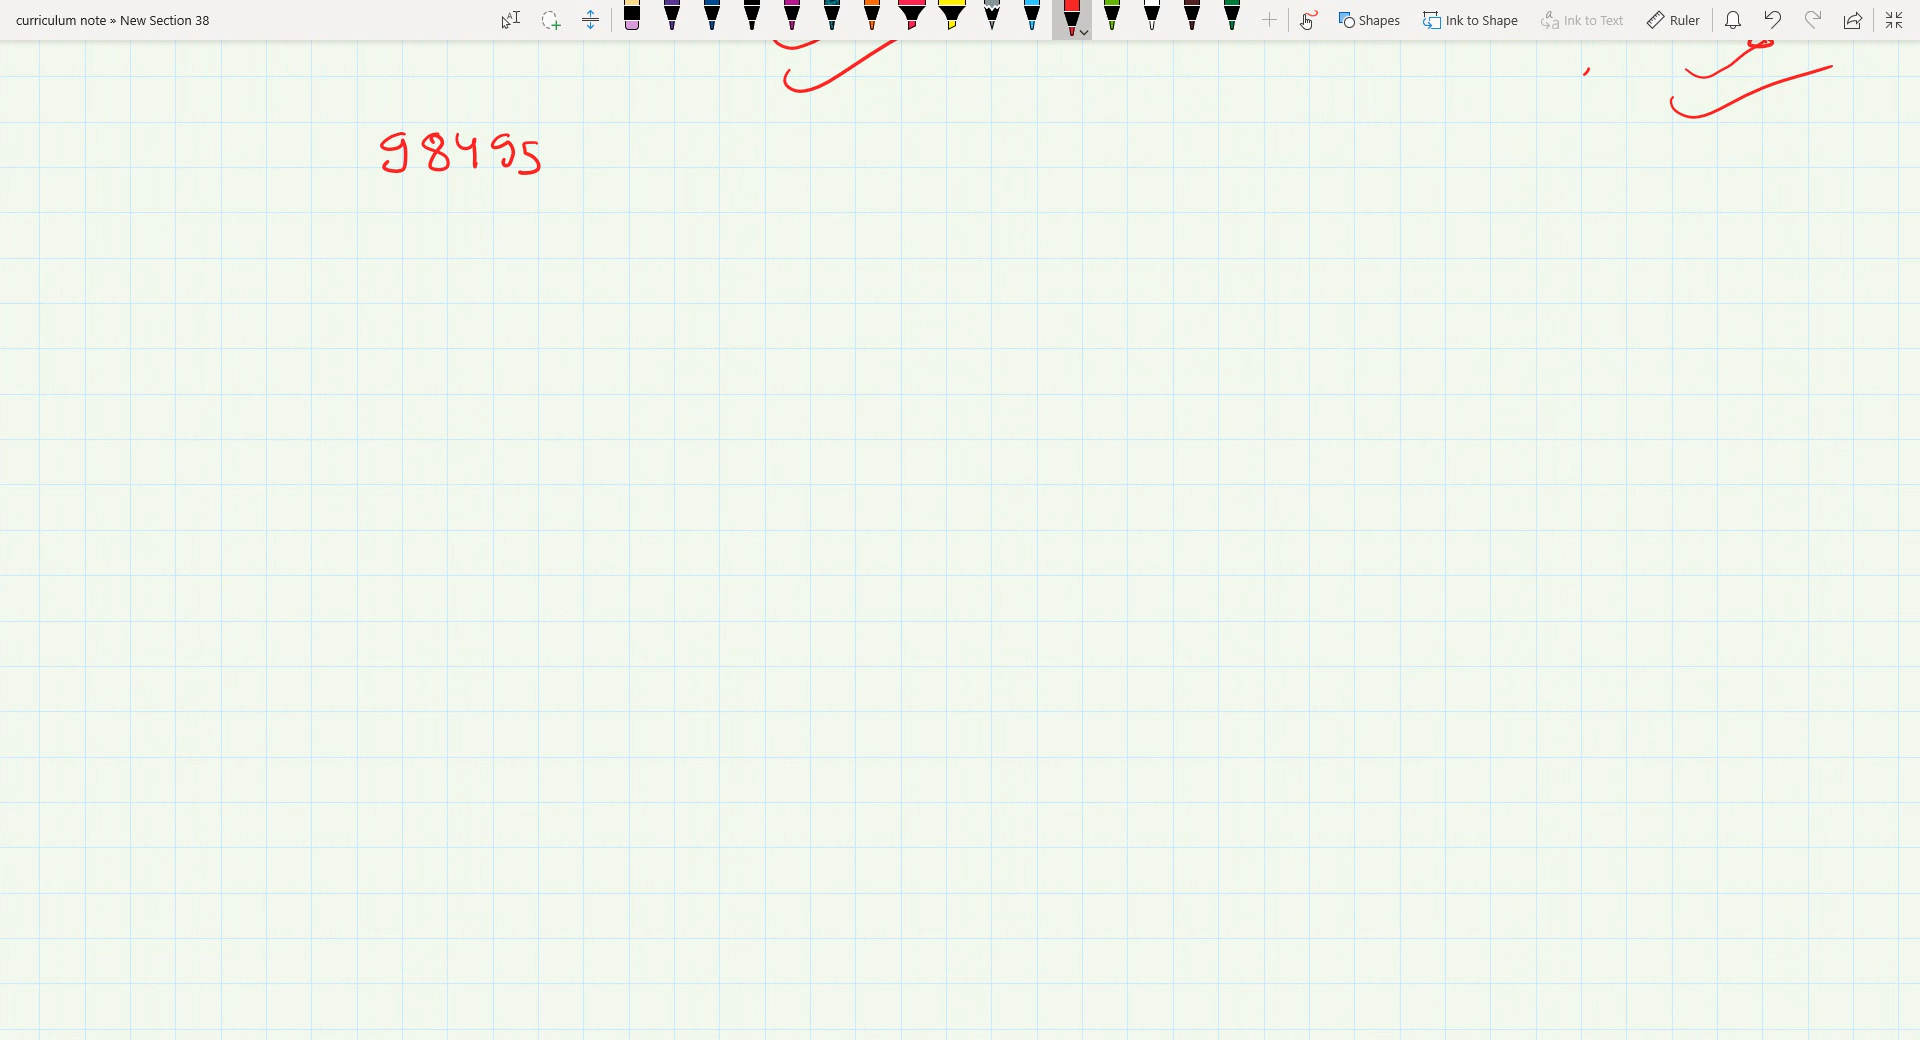 curriculum note » New Section 38
Shapes
Ink to Shape
Ink to Text
Ruler
98495